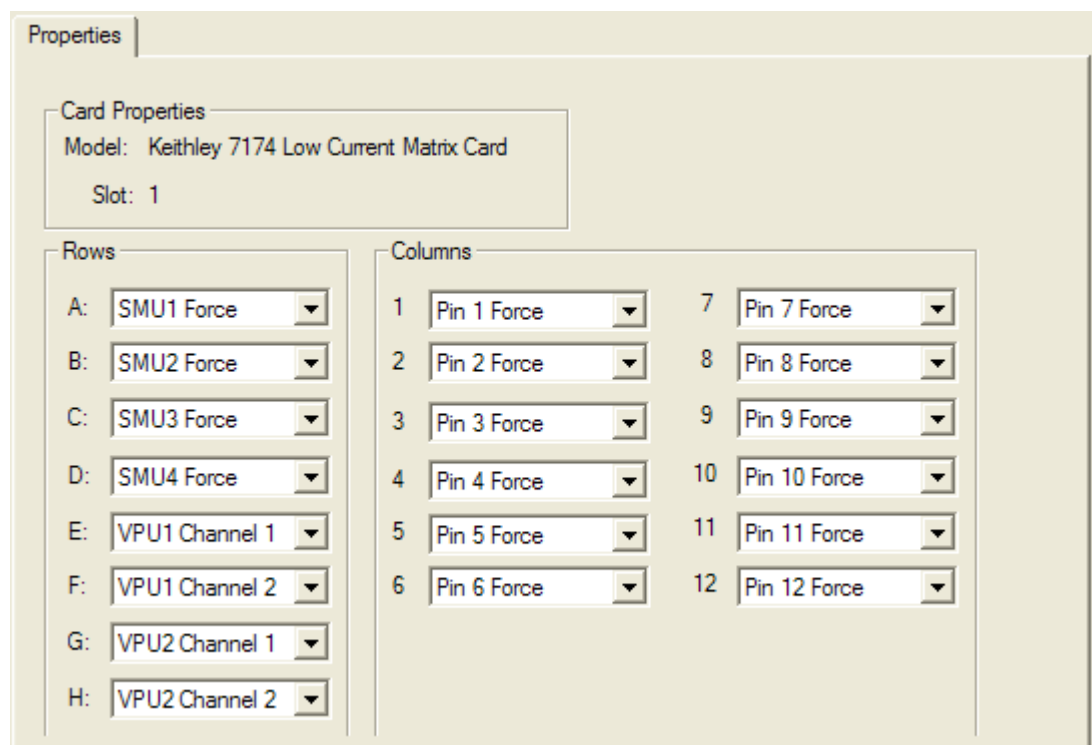 Properties
Card Properties
Model: Keithley 7174 Low Current Matrix Card
Slot: 1
Rows
A: SMU1 Force
B: SMU2 Force
C: SMU3 Force
D: SMU4 Force
E: VPU1 Channel 1
F: VPU1 Channel 2
G: VPU2 Channel 1
H: VPU2 Channel 2
Columns
1 Pin 1 Force
2 Pin 2 Force
3 Pin 3 Force
4 Pin 4 Force
5 Pin 5 Force
6 Pin 6 Force
7 Pin 7 Force
8 Pin 8 Force
9 Pin 9 Force
10 Pin 10 Force
11 Pin 11 Force
12 Pin 12 Force